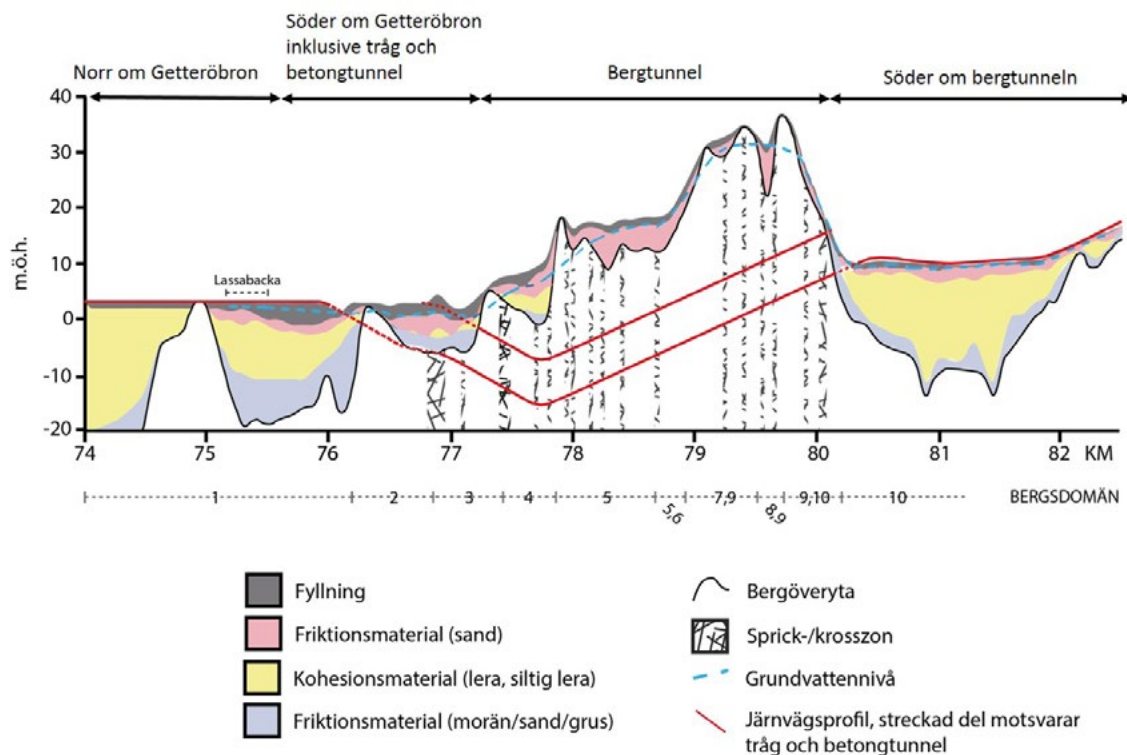 Söder om Getteröbron
inklusive tråg och
betongtunnel
Norr om Getteröbron
Bergtunnel
Söder om bergtunneln
40
30
20
10
0
-10
-20
m.ö.h.
Lassabacka
74 75 76 77 78 79 80 81 82 KM
1 2 3 4 5 5,6 7,9 8,9 9,10 10 BERGSDOMÄN
Fyllning
Friktionsmaterial (sand)
Kohesionsmaterial (lera, siltig lera)
Friktionsmaterial (morän/sand/grus)
Bergöveryta
Sprick-/krosszon
Grundvattennivå
Järnvägsprofil, streckad del motsvarar
tråg och betongtunnel